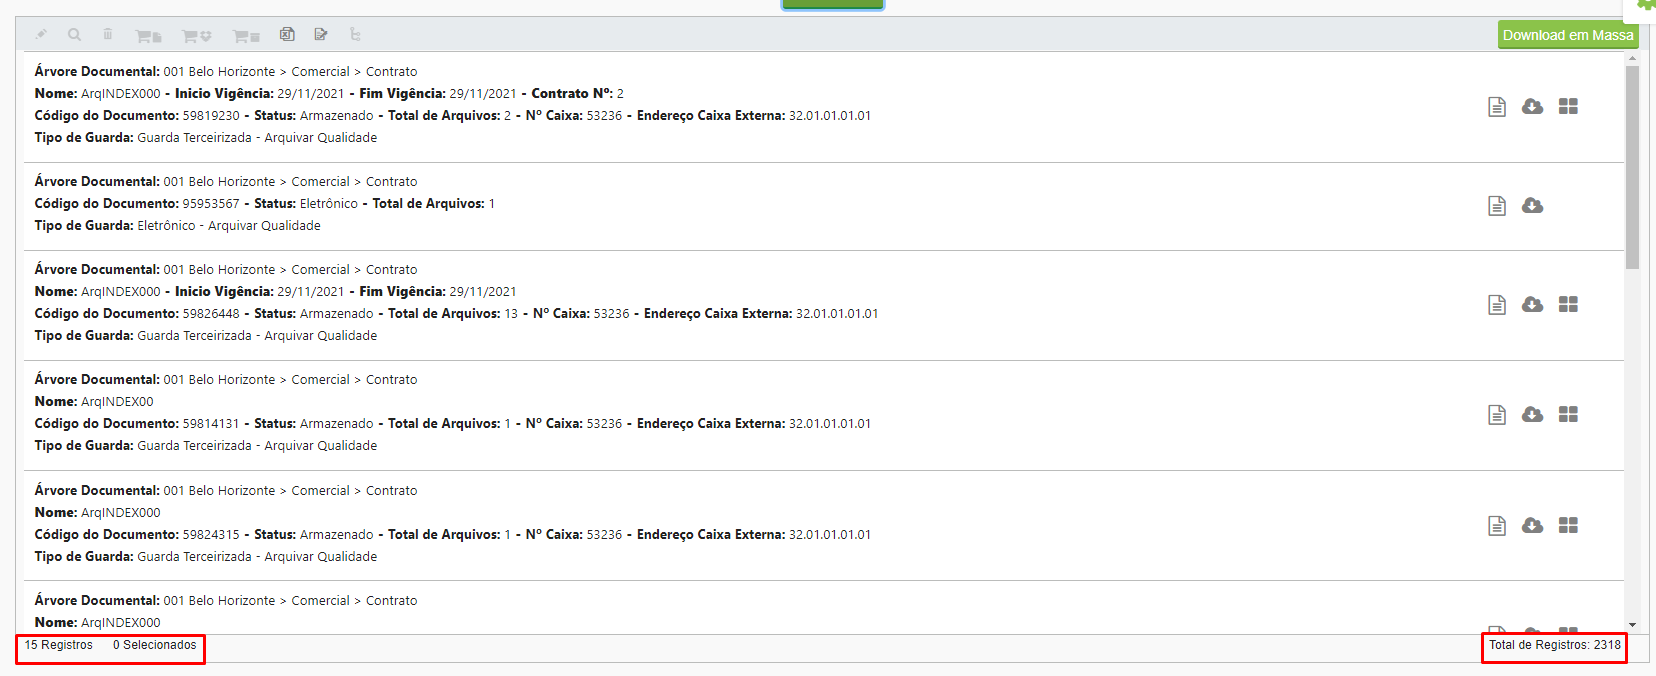 Download em Massa
Árvore Documental: 001 Belo Horizonte > Comercial > Contrato
Nome: ArqINDEX000 - Inicio Vigência: 29/11/2021 - Fim Vigência: 29/11/2021 - Contrato Nº: 2
Código do Documento: 59819230 - Status: Armazenado - Total de Arquivos: 2 - Nº Caixa: 53236 - Endereço Caixa Externa: 32.01.01.01.01
Tipo de Guarda: Guarda Terceirizada - Arquivar Qualidade
Árvore Documental: 001 Belo Horizonte > Comercial > Contrato
Código do Documento: 95953567 - Status: Eletrônico - Total de Arquivos: 1
Tipo de Guarda: Eletrônico - Arquivar Qualidade
Árvore Documental: 001 Belo Horizonte > Comercial > Contrato
Nome: ArqINDEX000 - Inicio Vigência: 29/11/2021 - Fim Vigência: 29/11/2021
Código do Documento: 59826448 - Status: Armazenado - Total de Arquivos: 13 - Nº Caixa: 53236 - Endereço Caixa Externa: 32.01.01.01.01
Tipo de Guarda: Guarda Terceirizada - Arquivar Qualidade
Árvore Documental: 001 Belo Horizonte > Comercial > Contrato
Nome: ArqINDEX00
Código do Documento: 59814131 - Status: Armazenado - Total de Arquivos: 1 - Nº Caixa: 53236 - Endereço Caixa Externa: 32.01.01.01.01
Tipo de Guarda: Guarda Terceirizada - Arquivar Qualidade
Árvore Documental: 001 Belo Horizonte > Comercial > Contrato
Nome: ArqINDEX000
Código do Documento: 59824315 - Status: Armazenado - Total de Arquivos: 1 - Nº Caixa: 53236 - Endereço Caixa Externa: 32.01.01.01.01
Tipo de Guarda: Guarda Terceirizada - Arquivar Qualidade
Árvore Documental: 001 Belo Horizonte > Comercial > Contrato
Nome: ArqINDEX000
15 Registros 0 Selecionados Total de Registros: 2318